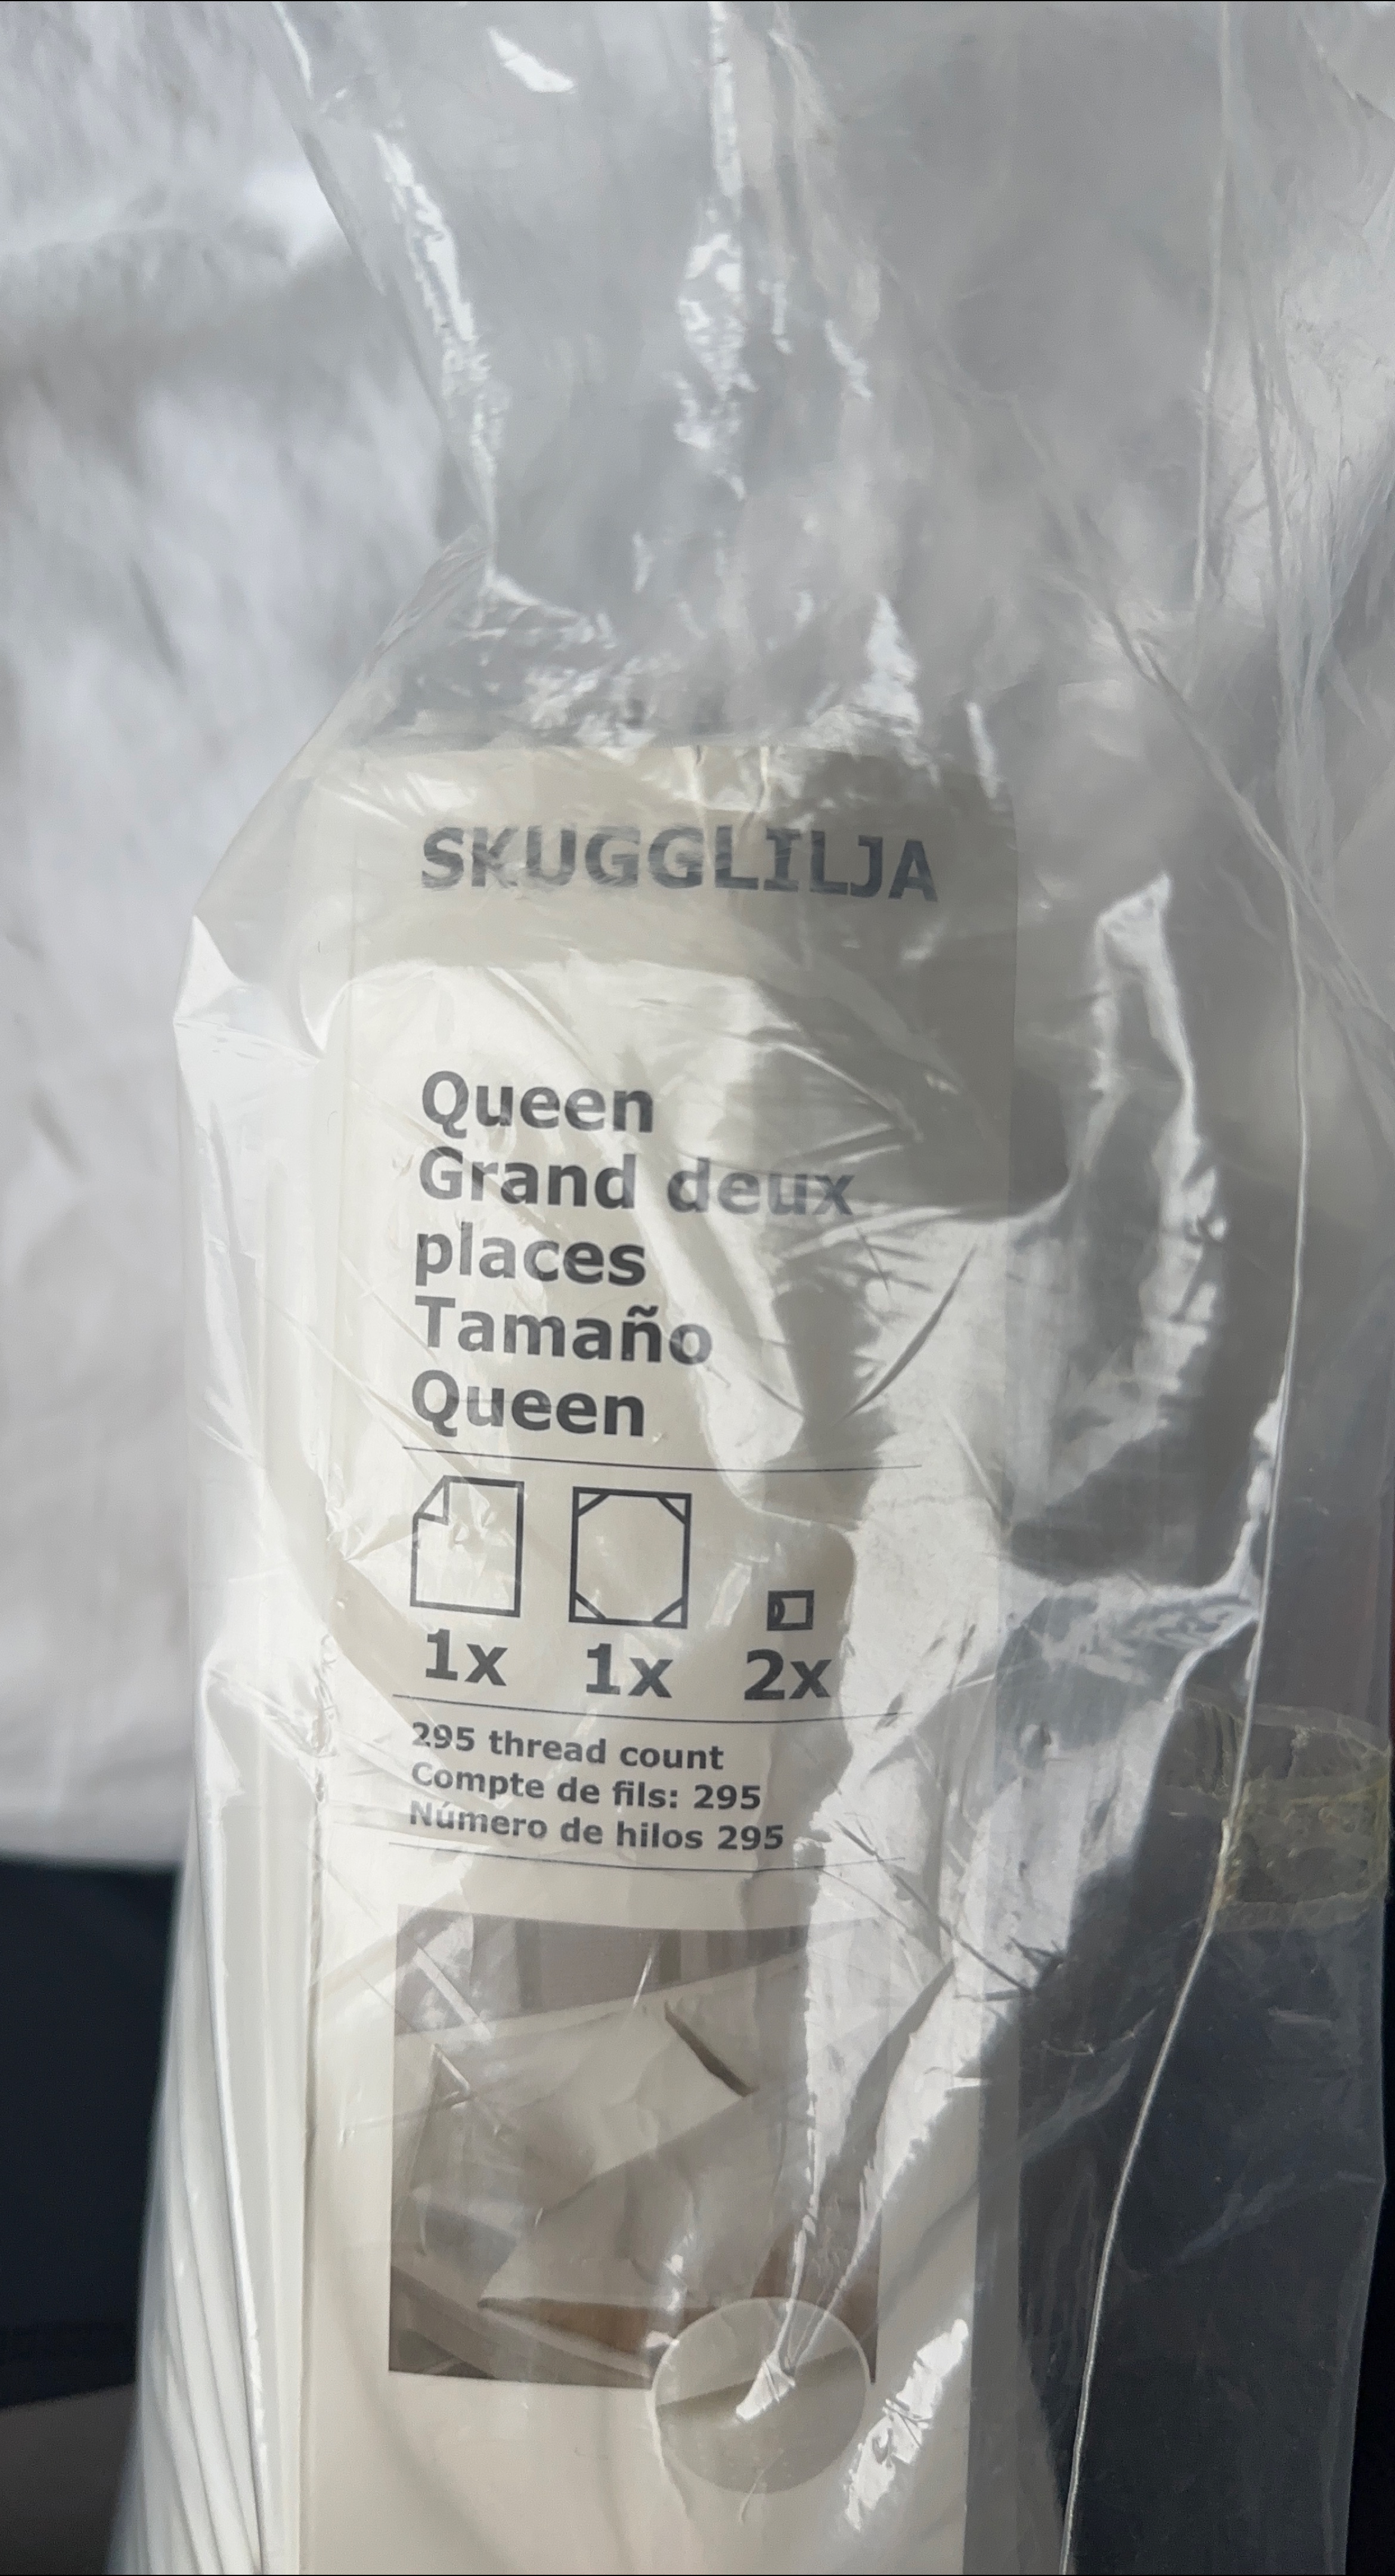 SKUGGLILJA
Queen
Grand deux
places
Tamaño
Queen
1x 1x 2x
295 thread count
Compte de fils: 295
Número de hilos 295